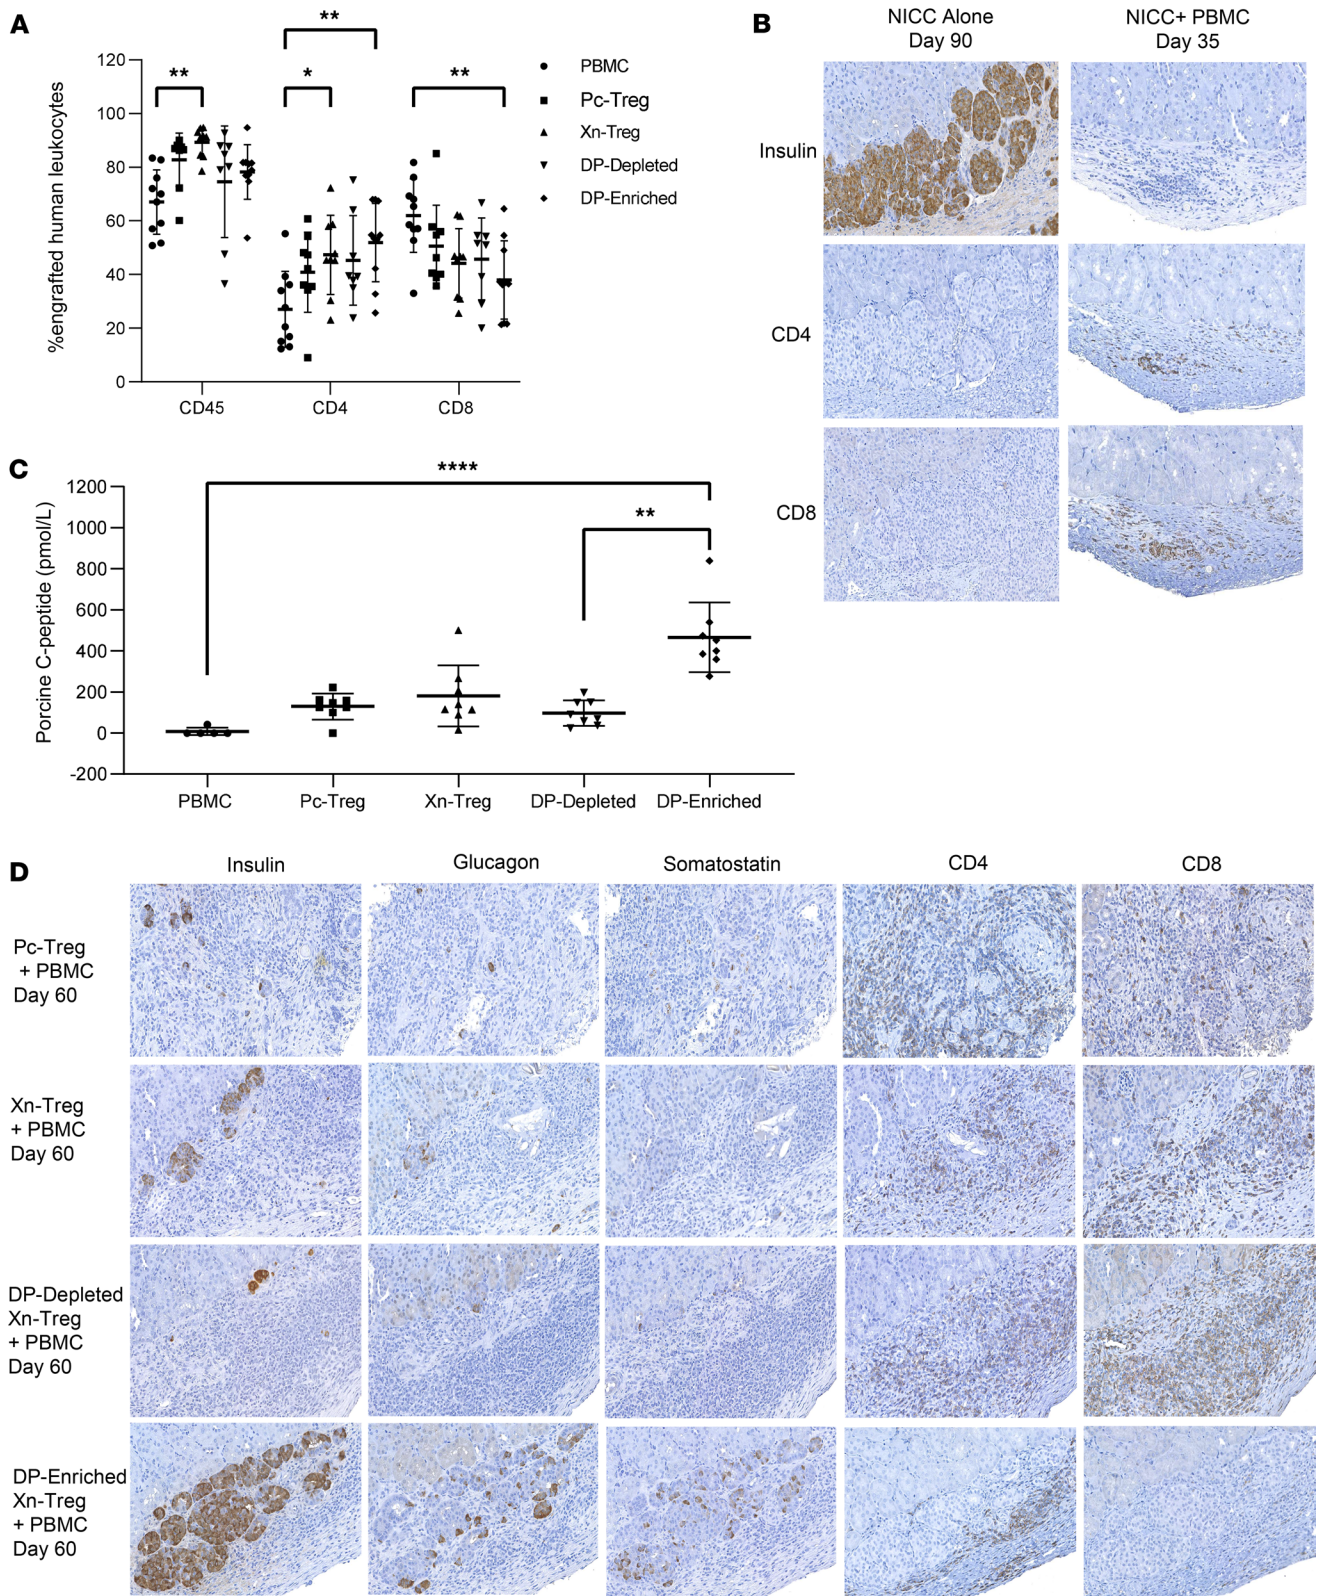 A
**
** * **
120
100
80
60
40
20
0
%engrafted human leukocytes
CD45 CD4 CD8
PBMC
Pc-Treg
Xn-Treg
DP-Depleted
DP-Enriched
B
NICC Alone
Day 90
NICC+ PBMC
Day 35
Insulin
CD4
CD8
C
****
**
1200
1000
800
600
400
200
0
-200
Porcine C-peptide (pmol/L)
PBMC Pc-Treg Xn-Treg DP-Depleted DP-Enriched
D
Insulin Glucagon Somatostatin CD4 CD8
Pc-Treg
+ PBMC
Day 60
Xn-Treg
+ PBMC
Day 60
DP-Depleted
Xn-Treg
+ PBMC
Day 60
DP-Enriched
Xn-Treg
+ PBMC
Day 60